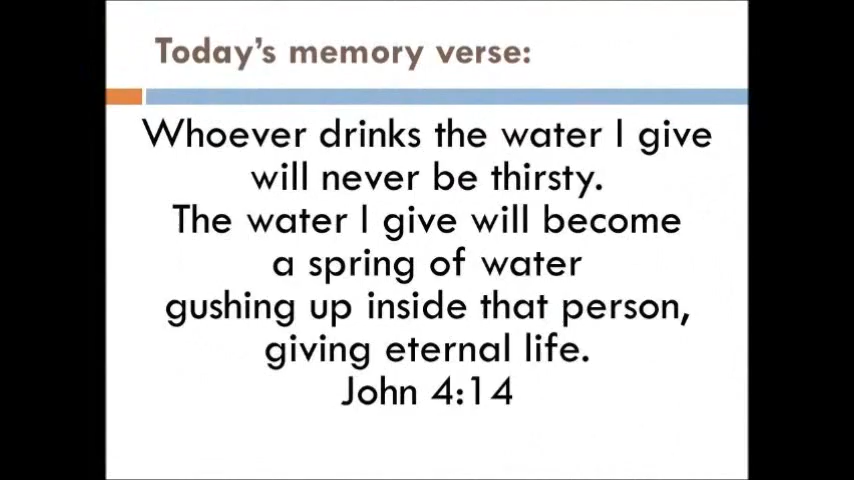 Today's memory verse:
Whoever drinks the water I give
will never be thirsty.
The water I give will become
a spring of water
gushing up inside that person,
giving eternal life.
John 4:14